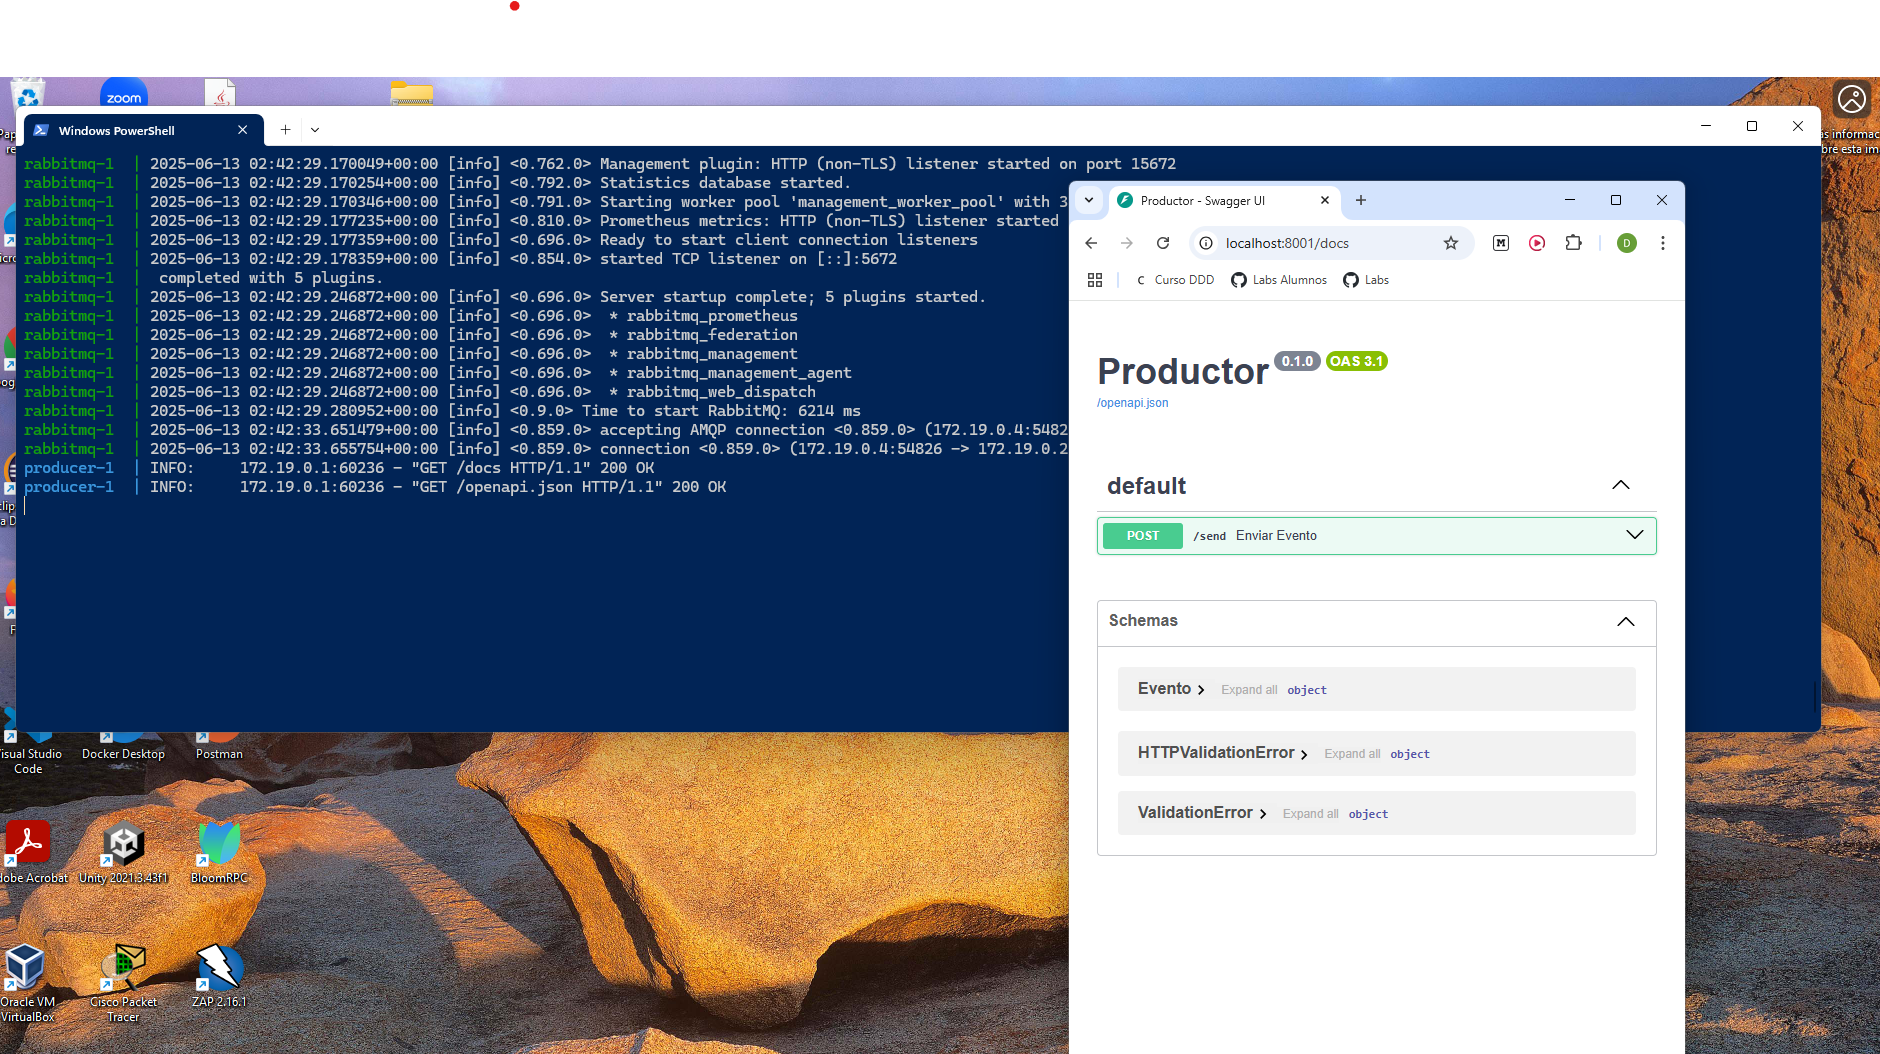 zoom
Windows PowerShell
rabbitmq-1 | 2025-06-13 02:42:29.170049+00:00 [info] <0.762.0> Management plugin: HTTP (non-TLS) listener started on port 15672
rabbitmq-1 | 2025-06-13 02:42:29.170254+00:00 [info] <0.792.0> Statistics database started.
rabbitmq-1 | 2025-06-13 02:42:29.170346+00:00 [info] <0.791.0> Starting worker pool 'management_worker_pool' with 3
rabbitmq-1 | 2025-06-13 02:42:29.177235+00:00 [info] <0.810.0> Prometheus metrics: HTTP (non-TLS) listener started
rabbitmq-1 | 2025-06-13 02:42:29.177359+00:00 [info] <0.696.0> Ready to start client connection listeners
rabbitmq-1 | 2025-06-13 02:42:29.178359+00:00 [info] <0.854.0> started TCP listener on [::]:5672
rabbitmq-1 | completed with 5 plugins.
rabbitmq-1 | 2025-06-13 02:42:29.246872+00:00 [info] <0.696.0> Server startup complete; 5 plugins started.
rabbitmq-1 | 2025-06-13 02:42:29.246872+00:00 [info] <0.696.0> * rabbitmq_prometheus
rabbitmq-1 | 2025-06-13 02:42:29.246872+00:00 [info] <0.696.0> * rabbitmq_federation
rabbitmq-1 | 2025-06-13 02:42:29.246872+00:00 [info] <0.696.0> * rabbitmq_management
rabbitmq-1 | 2025-06-13 02:42:29.246872+00:00 [info] <0.696.0> * rabbitmq_management_agent
rabbitmq-1 | 2025-06-13 02:42:29.246872+00:00 [info] <0.696.0> * rabbitmq_web_dispatch
rabbitmq-1 | 2025-06-13 02:42:29.280952+00:00 [info] <0.9.0> Time to start RabbitMQ: 6214 ms
rabbitmq-1 | 2025-06-13 02:42:33.651479+00:00 [info] <0.859.0> accepting AMQP connection <0.859.0> (172.19.0.4:5482
rabbitmq-1 | 2025-06-13 02:42:33.655754+00:00 [info] <0.859.0> connection <0.859.0> (172.19.0.4:54826 -> 172.19.0.2
producer-1 | INFO: 172.19.0.1:60236 - "GET /docs HTTP/1.1" 200 OK
producer-1 | INFO: 172.19.0.1:60236 - "GET /openapi.json HTTP/1.1" 200 OK
Productor - Swagger UI
localhost:8001/docs
M
D
C Curso DDD Labs Alumnos Labs
Productor 0.1.0 OAS 3.1
/openapi.json
default
POST /send Enviar Evento
Schemas
Evento Expand all object
HTTPValidationError Expand all object
ValidationError Expand all object
ás informac
bre esta im
isual Studio
Code
Docker Desktop
Postman
dobe Acrobat
Unity 2021.3.43f1
BloomRPC
Oracle VM
VirtualBox
Cisco Packet
Tracer
ZAP 2.16.1